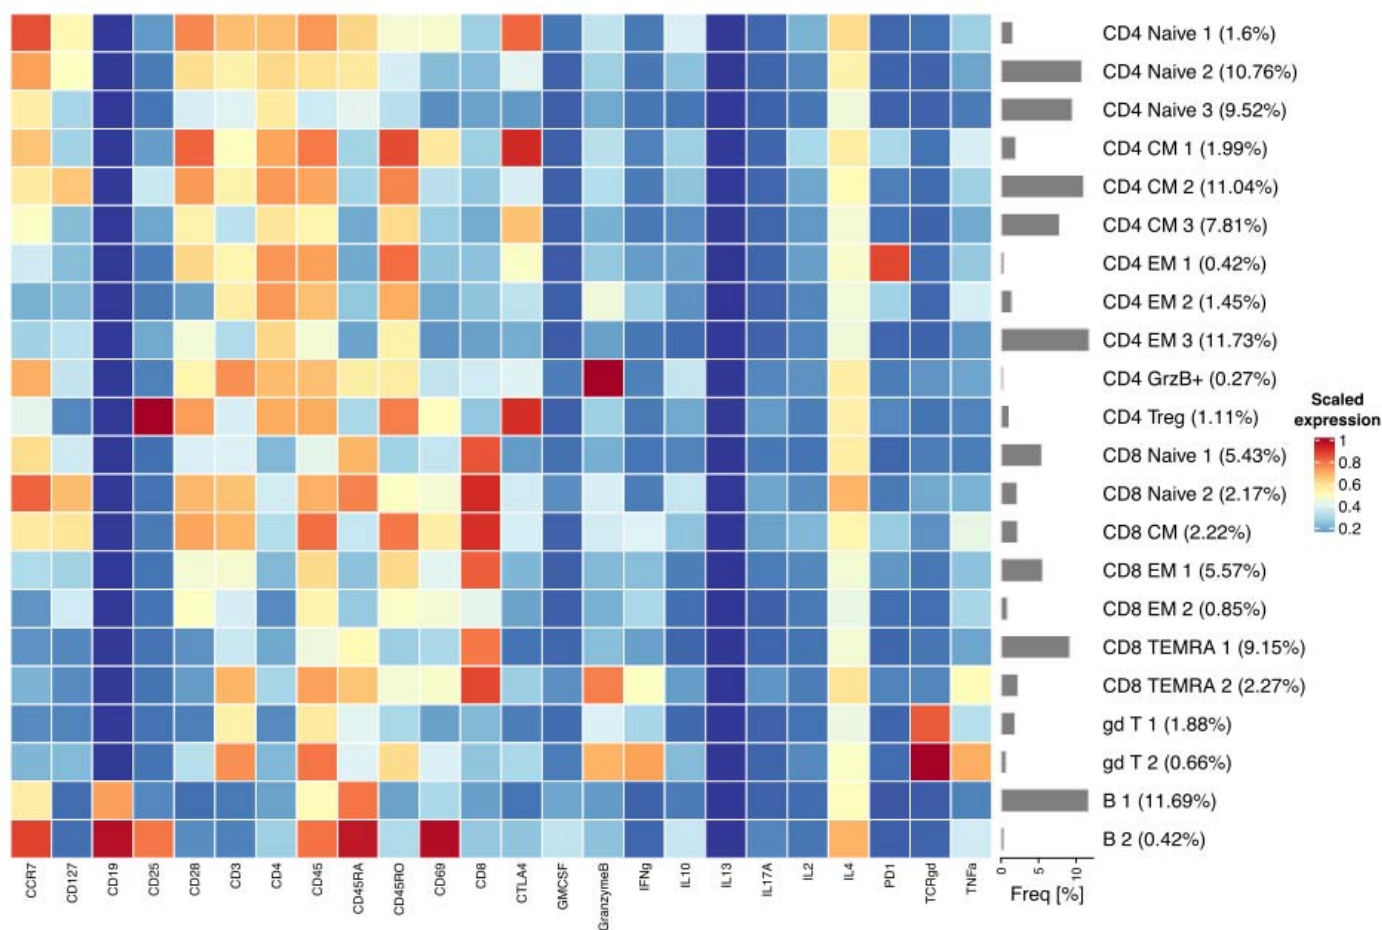 CD4 Naive 1 (1.6%)
CD4 Naive 2 (10.76%)
CD4 Naive 3 (9.52%)
CD4 CM 1 (1.99%)
CD4 CM 2 (11.04%)
CD4 CM 3 (7.81%)
CD4 EM 1 (0.42%)
CD4 EM 2 (1.45%)
CD4 EM 3 (11.73%)
CD4 GrzB+ (0.27%)
CD4 Treg (1.11%)
CD8 Naive 1 (5.43%)
CD8 Naive 2 (2.17%)
CD8 CM (2.22%)
CD8 EM 1 (5.57%)
CD8 EM 2 (0.85%)
CD8 TEMRA 1 (9.15%)
CD8 TEMRA 2 (2.27%)
gd T 1 (1.88%)
gd T 2 (0.66%)
B 1 (11.69%)
B 2 (0.42%)
Scaled
expression
1
0.8
0.6
0.4
0.2
CCR7
CD127
CD19
CD25
CD28
CD3
CD4
CD45
CD45RA
CD45RO
CD69
CD8
CTLA4
GMCSF
GranzymeB
IFNg
IL10
IL13
IL17A
IL2
IL4
PD1
TCRgd
TNFa
0 5 10
Freq [%]